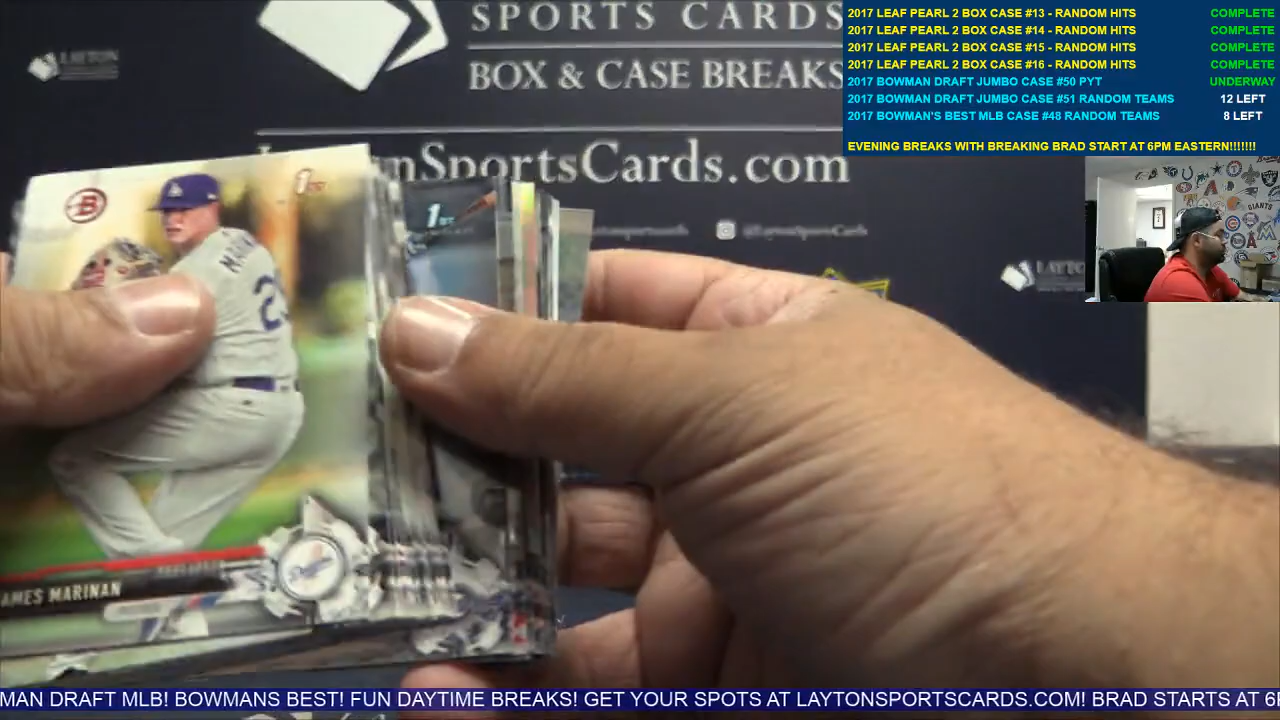 SPORTS CARDS
BOX & CASE BREAKS
SportsCards.com
LAYTON
2017 LEAF PEARL 2 BOX CASE #13 - RANDOM HITS COMPLETE
2017 LEAF PEARL 2 BOX CASE #14 - RANDOM HITS COMPLETE
2017 LEAF PEARL 2 BOX CASE #15 - RANDOM HITS COMPLETE
2017 LEAF PEARL 2 BOX CASE #16 - RANDOM HITS COMPLETE
2017 BOWMAN DRAFT JUMBO CASE #50 PYT UNDERWAY
2017 BOWMAN DRAFT JUMBO CASE #51 RANDOM TEAMS 12 LEFT
2017 BOWMAN'S BEST MLB CASE #48 RANDOM TEAMS 8 LEFT
EVENING BREAKS WITH BREAKING BRAD START AT 6PM EASTERN!!!!!!!
B
1ST
1ST
GIANTS
AMES MARINAN
MAN DRAFT MLB! BOWMANS BEST! FUN DAYTIME BREAKS! GET YOUR SPOTS AT LAYTONSPORTSCARDS.COM! BRAD STARTS AT 6